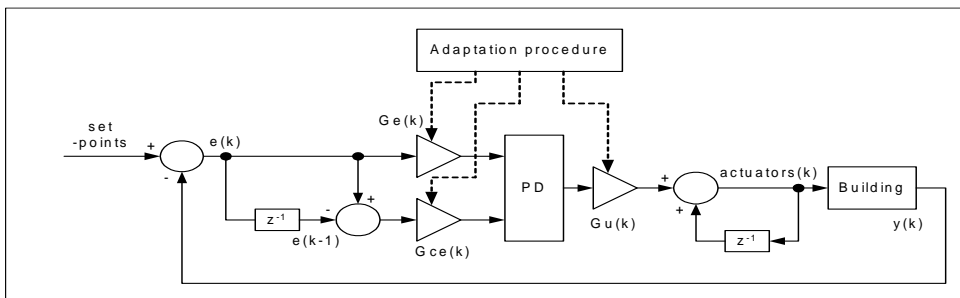 Adaptation procedure
set
-points
+
-
e(k)
Ge(k)
z-1
e(k-1)
-
+
Gce(k)
PD
Gu(k)
+
+
actuators(k)
z-1
Building
y(k)